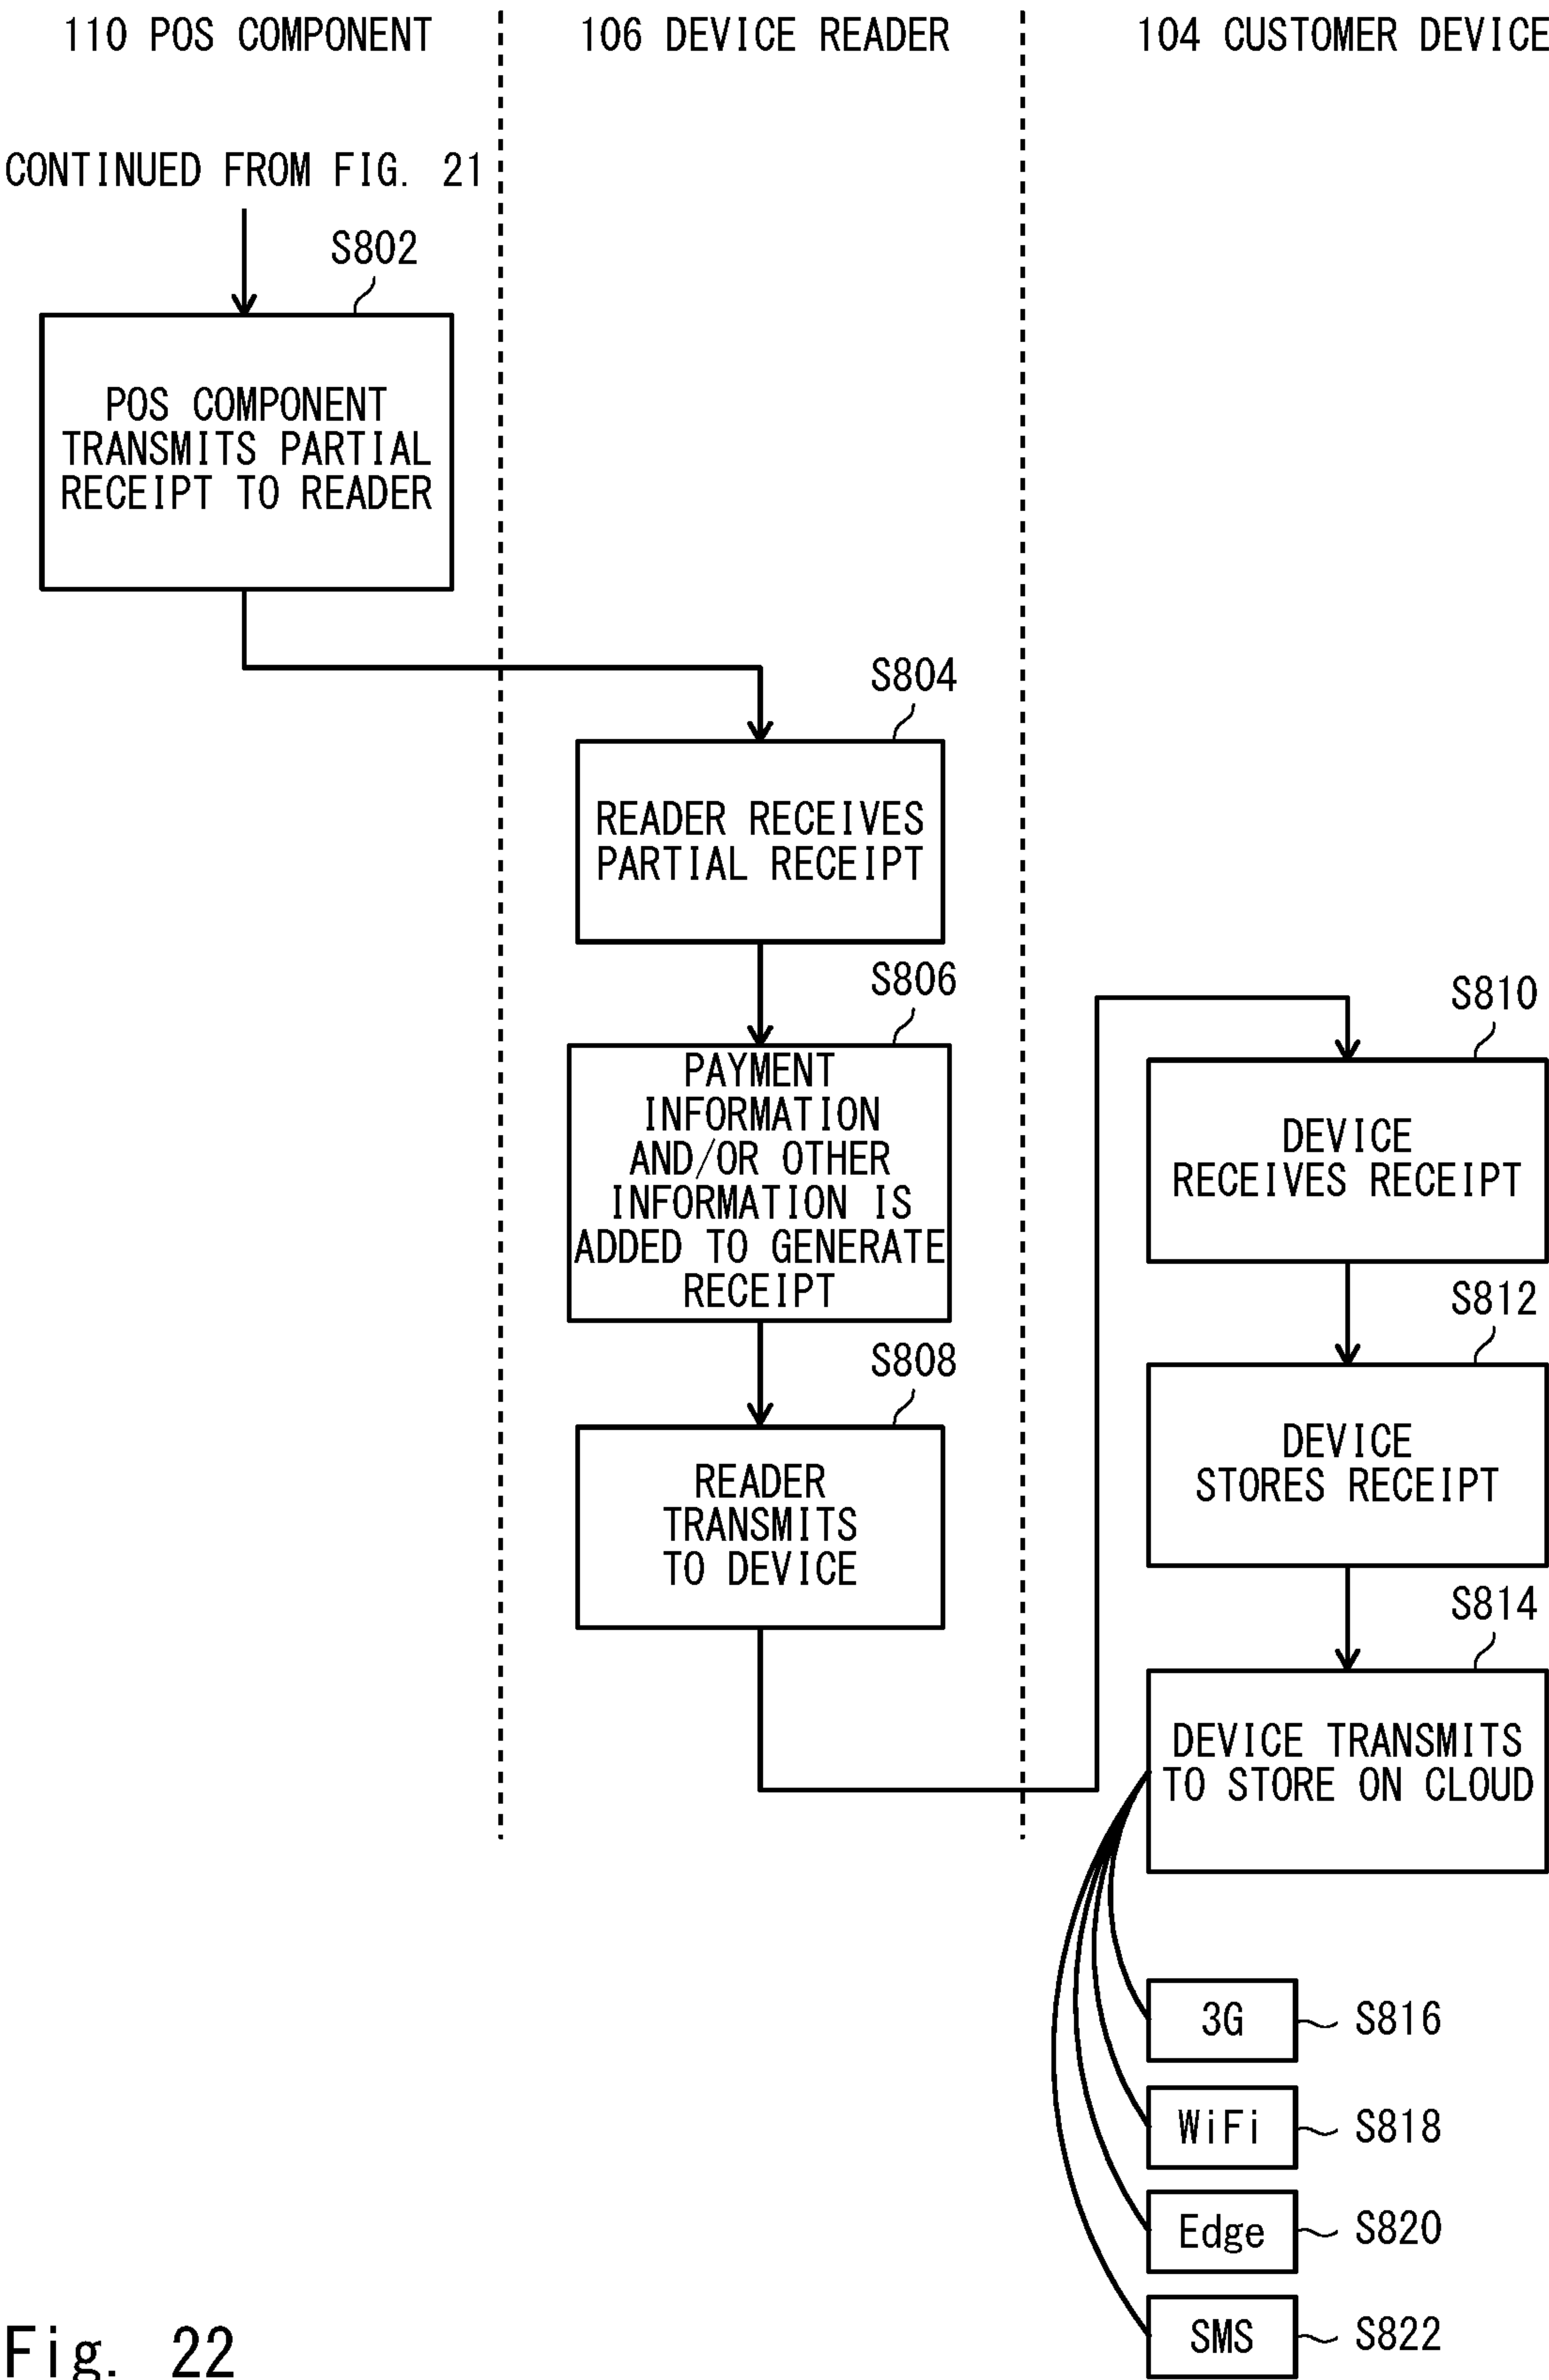 110 POS COMPONENT
106 DEVICE READER
104 CUSTOMER DEVICE
CONTINUED FROM FIG. 21
S802
POS COMPONENT
TRANSMITS PARTIAL
RECEIPT TO READER
S804
READER RECEIVES
PARTIAL RECEIPT
S806
PAYMENT
INFORMATION
AND/OR OTHER
INFORMATION IS
ADDED TO GENERATE
RECEIPT
S808
READER
TRANSMITS
TO DEVICE
S810
DEVICE
RECEIVES RECEIPT
S812
DEVICE
STORES RECEIPT
S814
DEVICE TRANSMITS
TO STORE ON CLOUD
3G
S816
WiFi
S818
Edge
S820
SMS
S822
Fig. 22